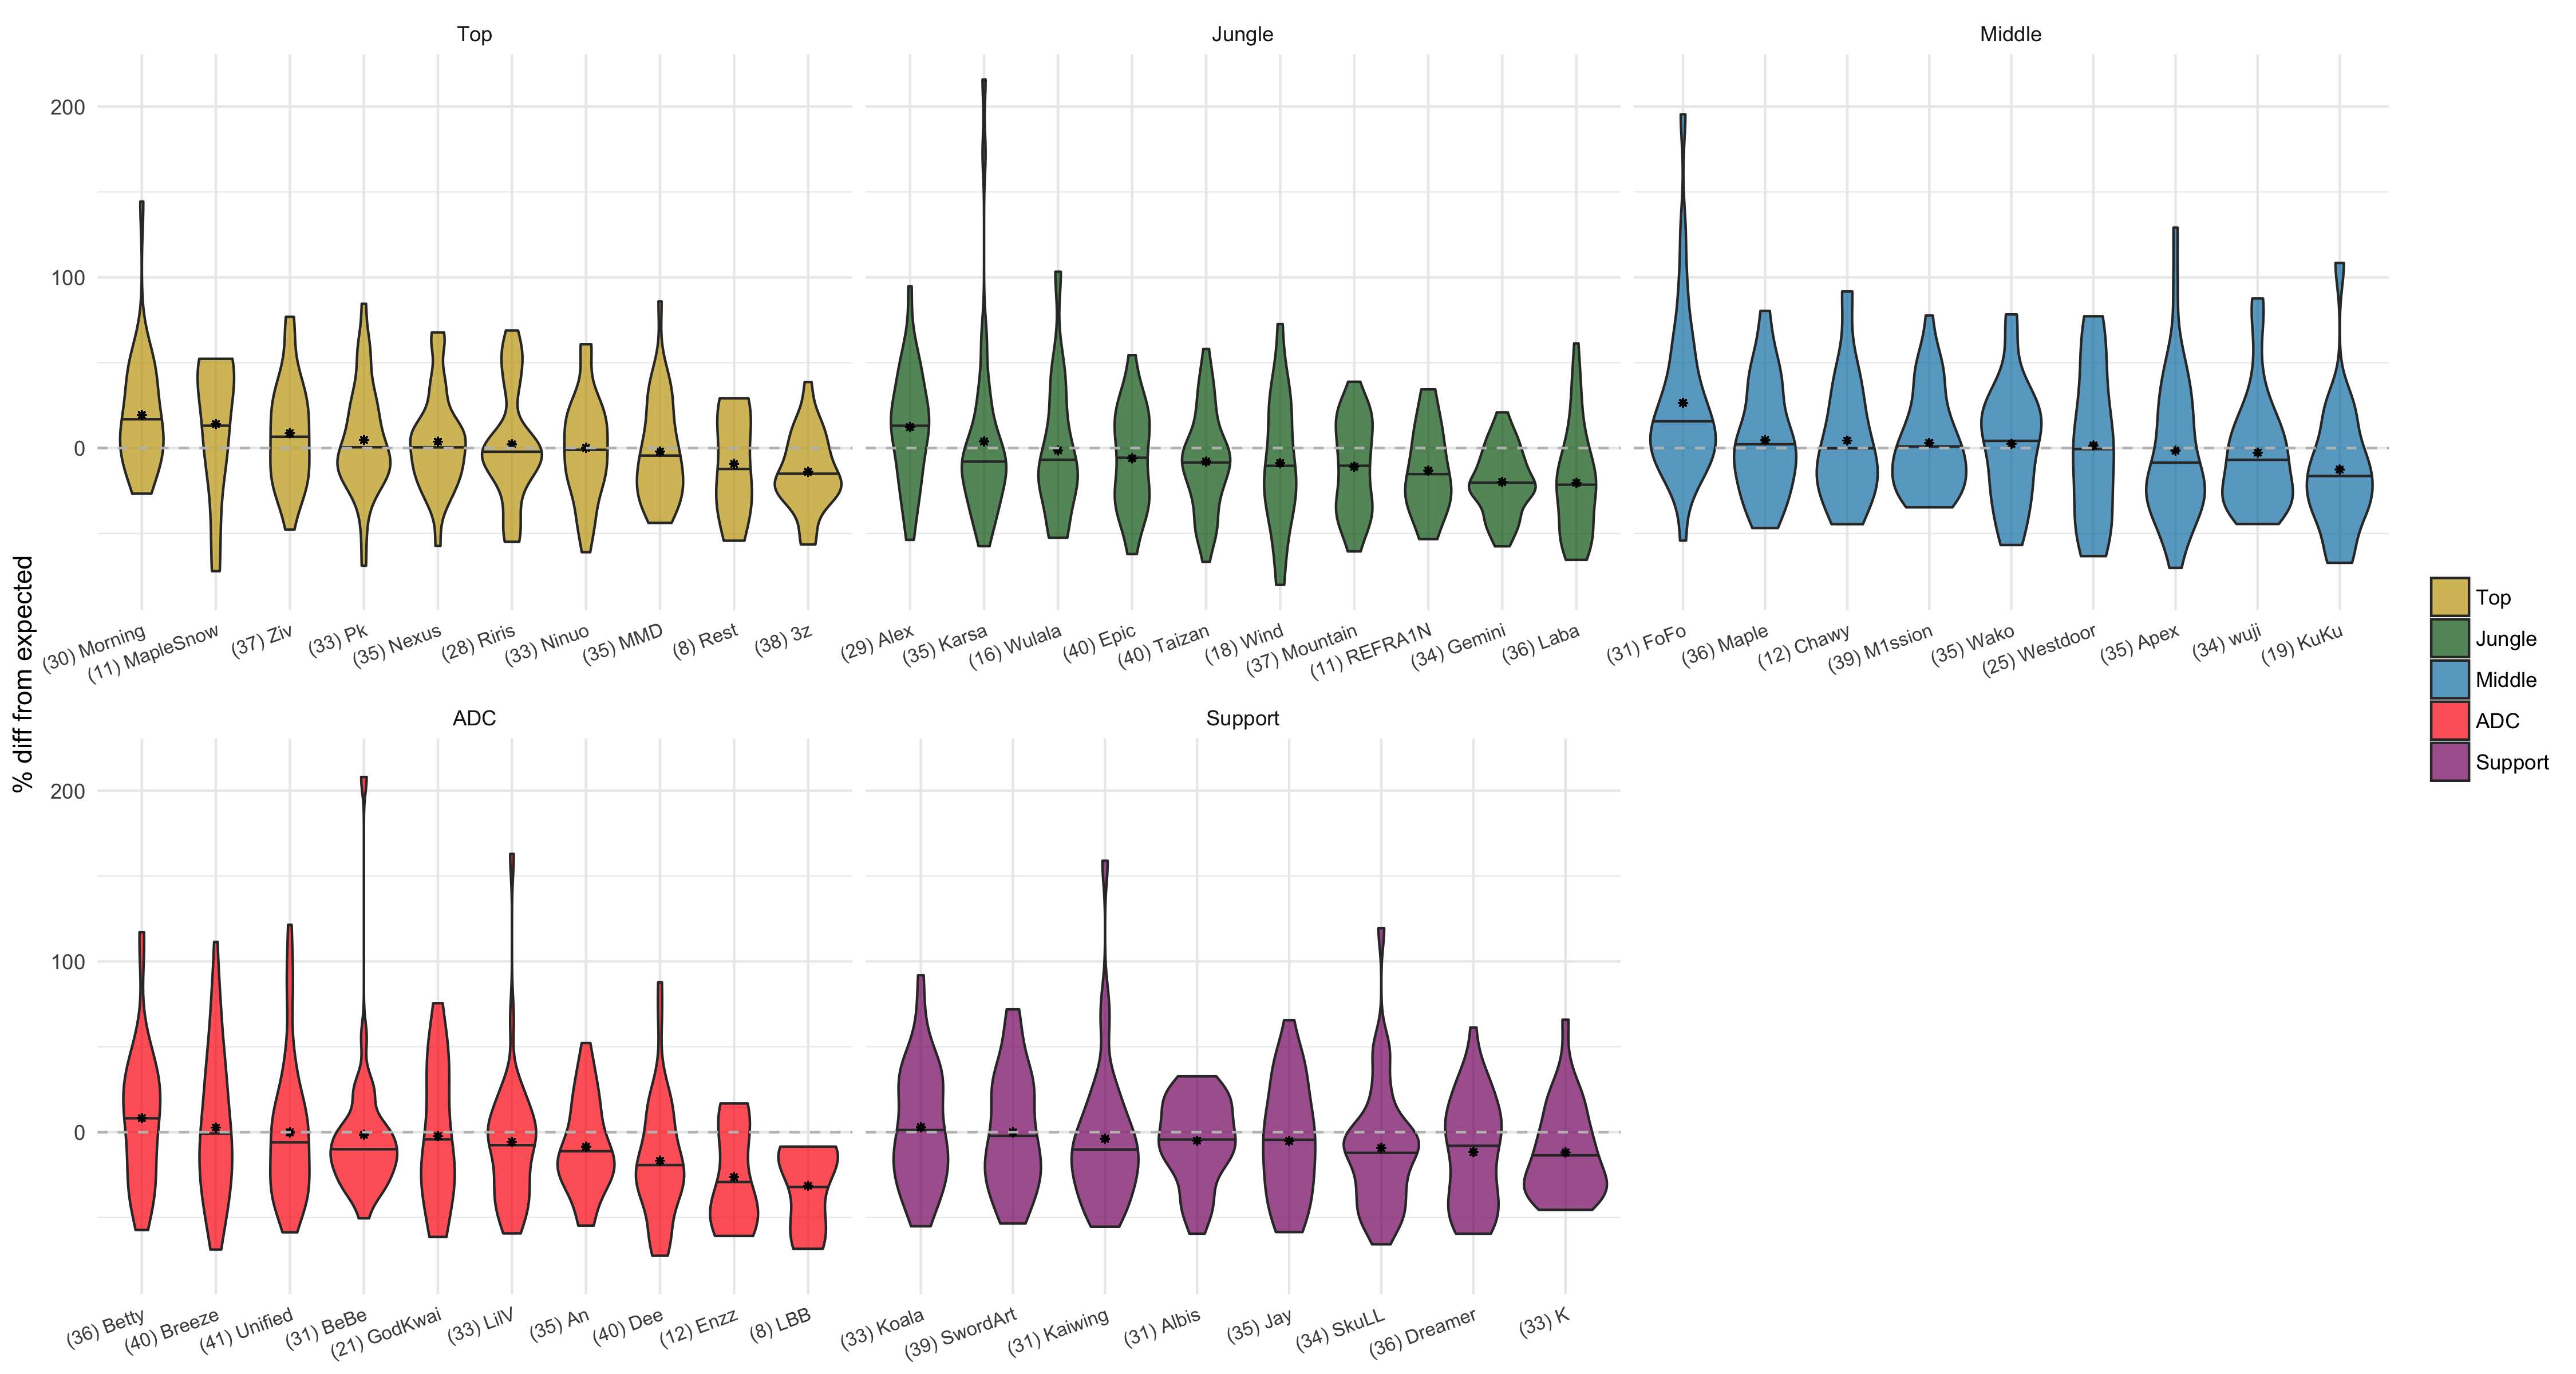 Top
Jungle
Middle
200
100
0
(30) Morning
(11) MapleSnow
(37) Ziv
(33) Pk
(35) Nexus
(28) Riris
(33) Ninuo
(35) MMD
(8) Rest
(38) 3z
(29) Alex
(35) Karsa
(16) Wulala
(40) Epic
(40) Taizan
(18) Wind
(37) Mountain
(11) REFRA1N
(34) Gemini
(36) Laba
(31) FoFo
(36) Maple
(12) Chawy
(39) M1ssion
(35) Wako
(25) Westdoor
(35) Apex
(34) wuji
(19) KuKu
% diff from expected
ADC
Support
200
100
0
(36) Betty
(40) Breeze
(41) Unified
(31) BeBe
(21) GodKwai
(33) LilV
(35) An
(40) Dee
(12) Enzz
(8) LBB
(33) Koala
(39) SwordArt
(31) Kaiwing
(31) Albis
(35) Jay
(34) SkuLL
(36) Dreamer
(33) K
Top
Jungle
Middle
ADC
Support